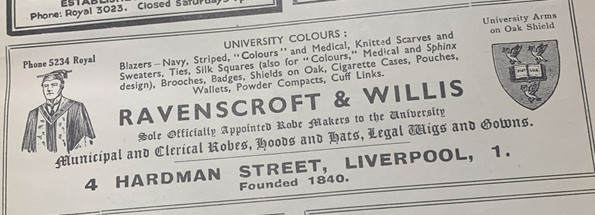 Phone: Royal 3023. Closed Saturdays
UNIVERSITY COLOURS:
Phone 5234 Royal
Blazers—Navy, Striped, "Colours" and Medical, Knitted Scarves and
Sweaters, Ties, Silk Squares (also for "Colours," Medical and Sphinx
design), Brooches, Badges, Shields on Oak, Cigarette Cases, Pouches,
Wallets, Powder Compacts, Cuff Links.
University Arms
on Oak Shield
RAVENSCROFT & WILLIS
Sole Officially Appointed Robe Makers to the University
Municipal and Clerical Robes, Hoods and Hats, Legal Wigs and Gowns.
4 HARDMAN STREET, LIVERPOOL, 1.
Founded 1840.